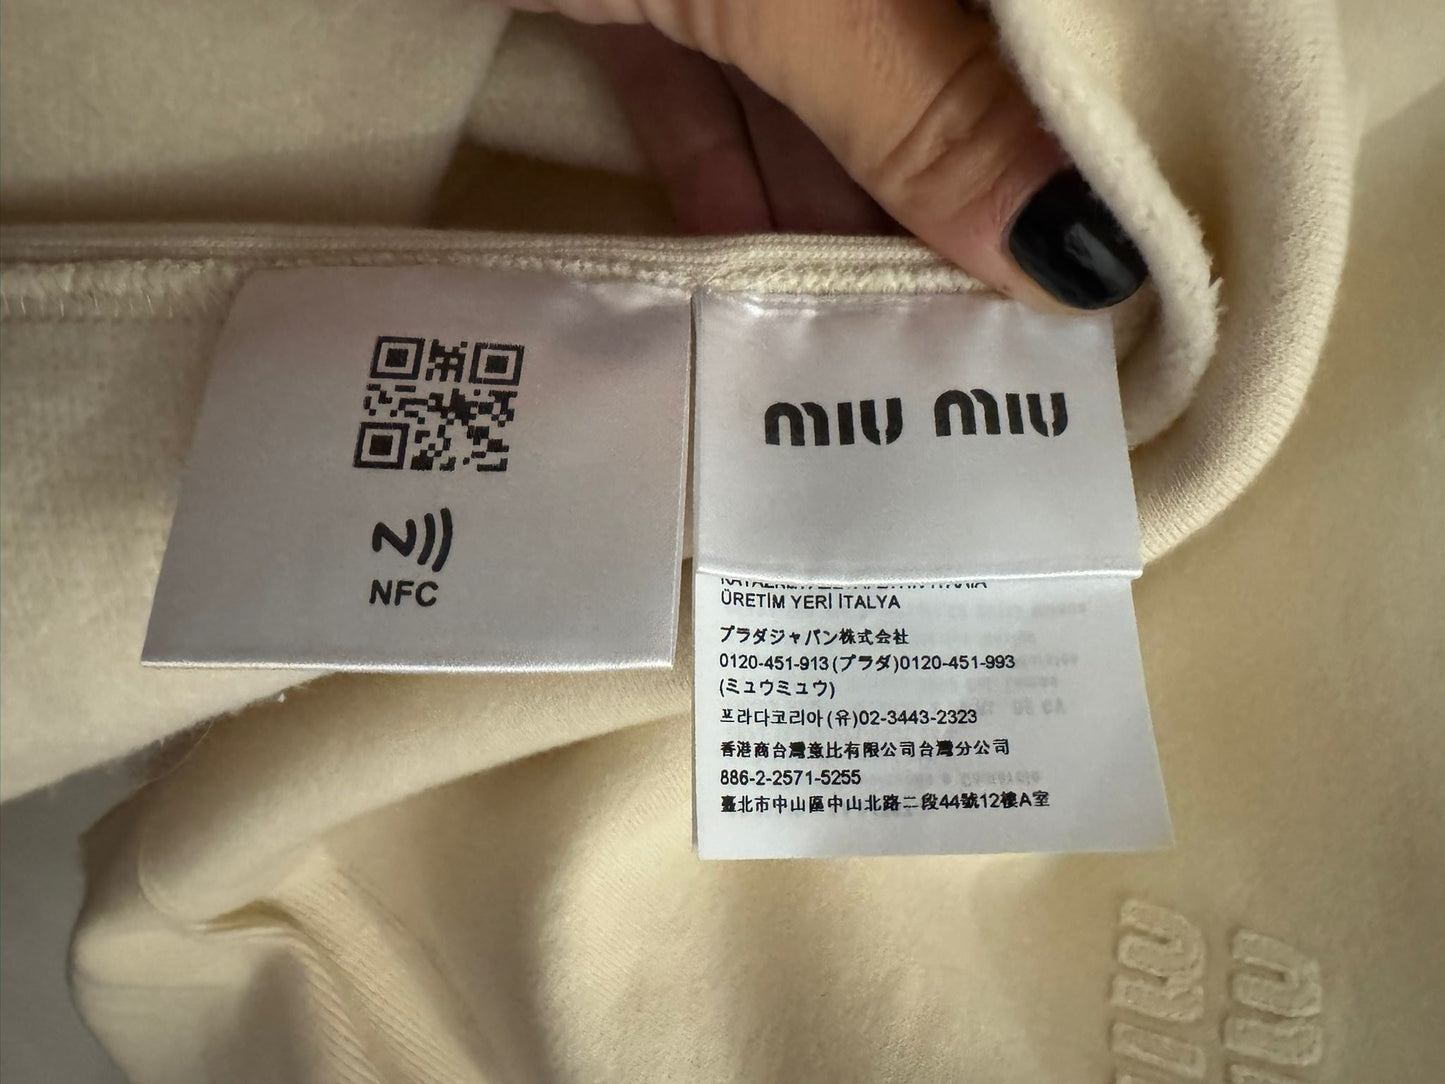 NFC
miu miu
ÜRETİM YERİ İTALYA
プラダジャパン株式会社
0120-451-913(プラダ)0120-451-993
(ミュウミュウ)
프라다코리아(유)02-3443-2323
香港商台灣意比有限公司台灣分公司
886-2-2571-5255
臺北市中山區中山北路二段44號12樓A室
MIU
MIU